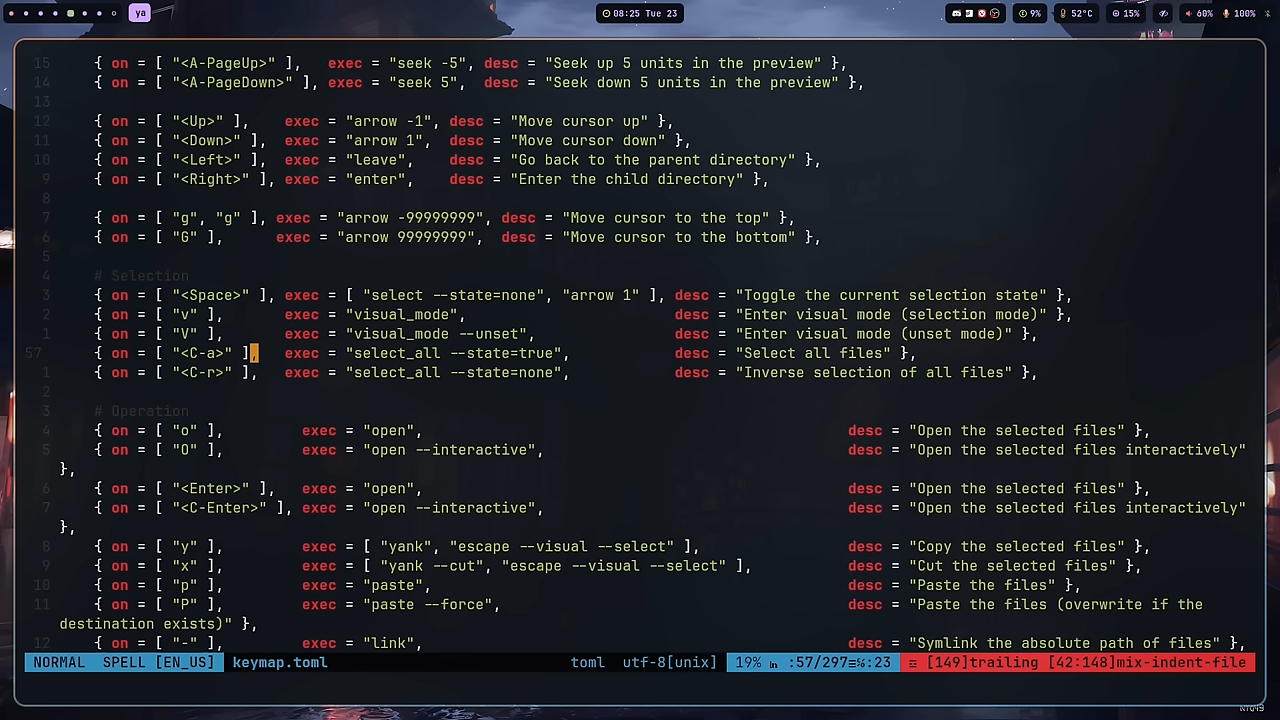 ya
08:25 Tue 23
9%
52°C
15%
60%
100%
15 { on = [ "<A-PageUp>" ], exec = "seek -5", desc = "Seek up 5 units in the preview" },
14 { on = [ "<A-PageDown>" ], exec = "seek 5", desc = "Seek down 5 units in the preview" },
13
12 { on = [ "<Up>" ], exec = "arrow -1", desc = "Move cursor up" },
11 { on = [ "<Down>" ], exec = "arrow 1", desc = "Move cursor down" },
10 { on = [ "<Left>" ], exec = "leave", desc = "Go back to the parent directory" },
9 { on = [ "<Right>" ], exec = "enter", desc = "Enter the child directory" },
8
7 { on = [ "g", "g" ], exec = "arrow -99999999", desc = "Move cursor to the top" },
6 { on = [ "G" ], exec = "arrow 99999999", desc = "Move cursor to the bottom" },
5
4 # Selection
3 { on = [ "<Space>" ], exec = [ "select --state=none", "arrow 1" ], desc = "Toggle the current selection state" },
2 { on = [ "v" ], exec = "visual_mode", desc = "Enter visual mode (selection mode)" },
1 { on = [ "V" ], exec = "visual_mode --unset", desc = "Enter visual mode (unset mode)" },
57 { on = [ "<C-a>" ], exec = "select_all --state=true", desc = "Select all files" },
1 { on = [ "<C-r>" ], exec = "select_all --state=none", desc = "Inverse selection of all files" },
2
3 # Operation
4 { on = [ "o" ], exec = "open", desc = "Open the selected files" },
5 { on = [ "O" ], exec = "open --interactive", desc = "Open the selected files interactively"
},
6 { on = [ "<Enter>" ], exec = "open", desc = "Open the selected files" },
7 { on = [ "<C-Enter>" ], exec = "open --interactive", desc = "Open the selected files interactively"
},
8 { on = [ "y" ], exec = [ "yank", "escape --visual --select" ], desc = "Copy the selected files" },
9 { on = [ "x" ], exec = [ "yank --cut", "escape --visual --select" ], desc = "Cut the selected files" },
10 { on = [ "p" ], exec = "paste", desc = "Paste the files" },
11 { on = [ "P" ], exec = "paste --force", desc = "Paste the files (overwrite if the
destination exists)" },
12 { on = [ "-" ], exec = "link", desc = "Symlink the absolute path of files" },
NORMAL SPELL [EN_US] keymap.toml toml utf-8[unix] 19% ㏑ :57/297≡℅:23 ☲ [149]trailing [42:148]mix-indent-file